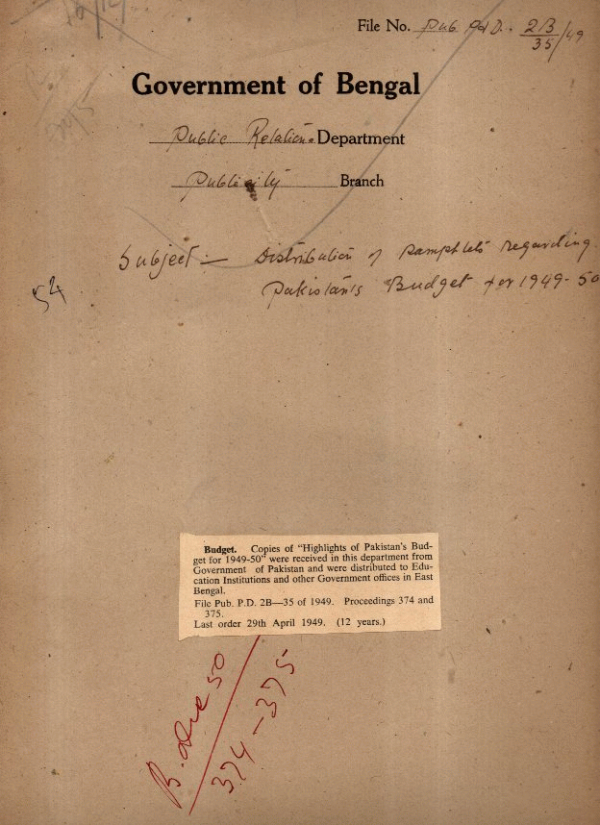 File No. Pub P.D. 2B/35/49
Government of Bengal
Public Relation Department
Publicity Branch
Subject:— Distribution of pamphlets regarding
Pakistan's Budget for 1949-50
54
Budget. Copies of "Highlights of Pakistan's Bud-
get for 1949-50" were received in this department from
Government of Pakistan and were distributed to Edu-
cation Institutions and other Government offices in East
Bengal.
File Pub. P.D. 2B—35 of 1949. Proceedings 374 and
375.
Last order 29th April 1949. (12 years.)
B. Dec 50
374-375